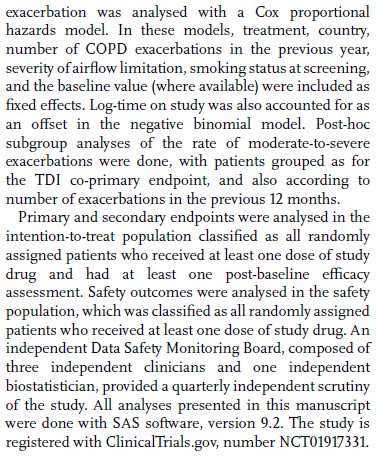 exacerbation was analysed with a Cox proportional
hazards model. In these models, treatment, country,
number of COPD exacerbations in the previous year,
severity of airflow limitation, smoking status at screening,
and the baseline value (where available) were included as
fixed effects. Log-time on study was also accounted for as
an offset in the negative binomial model. Post-hoc
subgroup analyses of the rate of moderate-to-severe
exacerbations were done, with patients grouped as for
the TDI co-primary endpoint, and also according to
number of exacerbations in the previous 12 months.
Primary and secondary endpoints were analysed in the
intention-to-treat population classified as all randomly
assigned patients who received at least one dose of study
drug and had at least one post-baseline efficacy
assessment. Safety outcomes were analysed in the safety
population, which was classified as all randomly assigned
patients who received at least one dose of study drug. An
independent Data Safety Monitoring Board, composed of
three independent clinicians and one independent
biostatistician, provided a quarterly independent scrutiny
of the study. All analyses presented in this manuscript
were done with SAS software, version 9.2. The study is
registered with ClinicalTrials.gov, number NCT01917331.